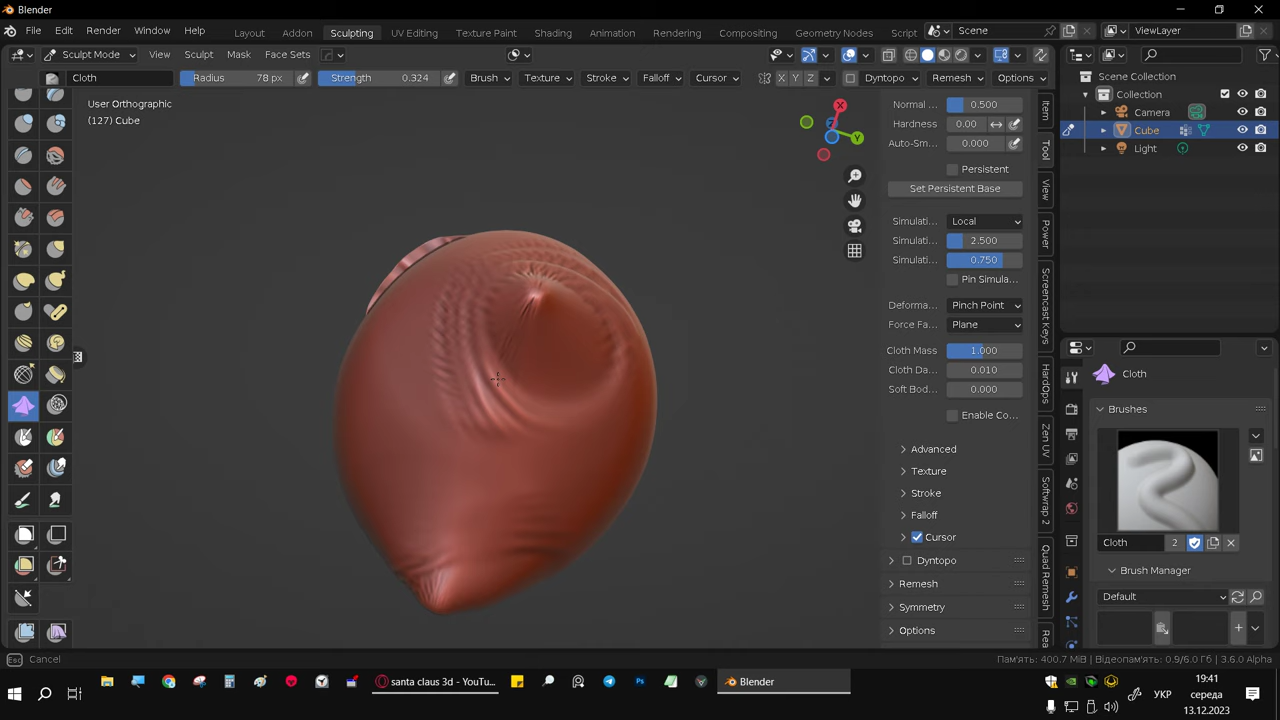 Blender
File Edit Render Window Help Layout Addon Modeling Sculpting UV Editing Texture Paint Shading Animation Rendering Compositing Geometry Nodes Scene ViewLayer
Sculpt Mode View Sculpt Mask Face Sets
Cloth Radius 78 px Strength 0.324 Brush Texture Stroke Falloff Cursor X Y Z Dyntopo Remesh Options
User Orthographic
(127) Cube
X
Y
Z
Normal ... 0.500
Hardness 0.00
Auto-Sm... 0.000
Persistent
Set Persistent Base
Simulati... Local
Simulati... 2.500
Simulati... 0.750
Pin Simula...
Deforma... Pinch Point
Force Fa... Plane
Cloth Mass 1.000
Cloth Da... 0.010
Soft Bod... 0.000
Enable Co...
Advanced
Texture
Stroke
Falloff
Cursor
Dyntopo
Remesh
Symmetry
Options
Item
Tool
View
Power
Screencast Keys
HardOps
Zen UV
Softwrap 2
Quad Remesh
Rea
Scene Collection
Collection
Camera
Cube
Light
Cloth
Brushes
Cloth 2
Brush Manager
Default
Esc Cancel
Пам'ять: 400.7 MiB | Відеопам'ять: 0.9/6.0 Гб | 3.6.0 Alpha
santa claus 3d - YouTu...
Blender
УКР
19:41
середа
13.12.2023